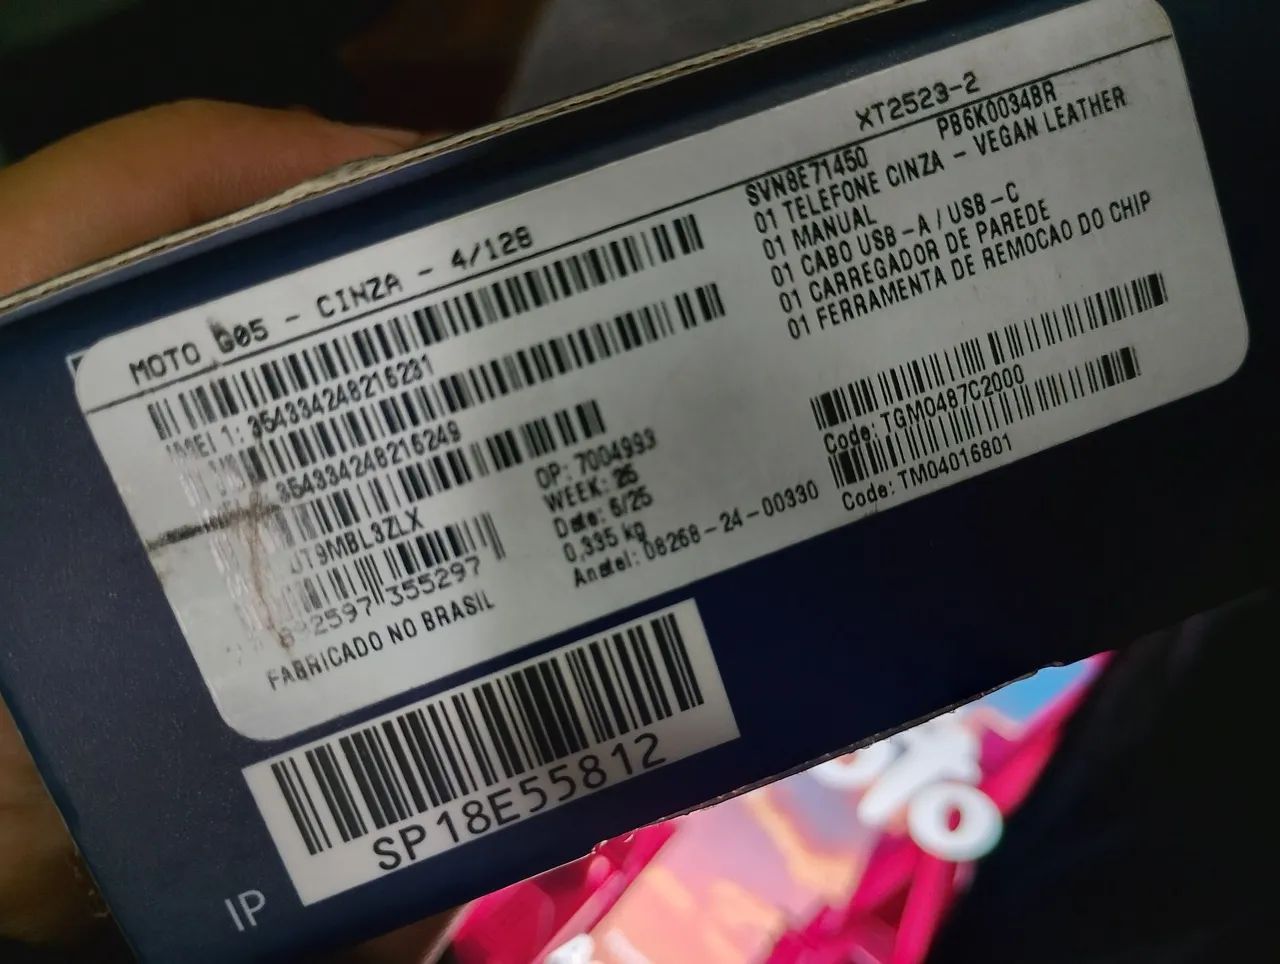 MOTO G05 - CINZA - 4/128
XT2523-2
IMEI 1: 354334248216231
354334248216249
JT9MBL3ZLX
2597 355297
FABRICADO NO BRASIL
OP: 7004993
WEEK: 25
Date: 6/25
0,335 kg
Anatel: 08268-24-00330
SVN8E71450
PB6K0034BR
01 TELEFONE CINZA - VEGAN LEATHER
01 MANUAL
01 CABO USB-A / USB-C
01 CARREGADOR DE PAREDE
01 FERRAMENTA DE REMOCAO DO CHIP
Code: TGM0487C2000
Code: TM04016801
SP18E55812
IP